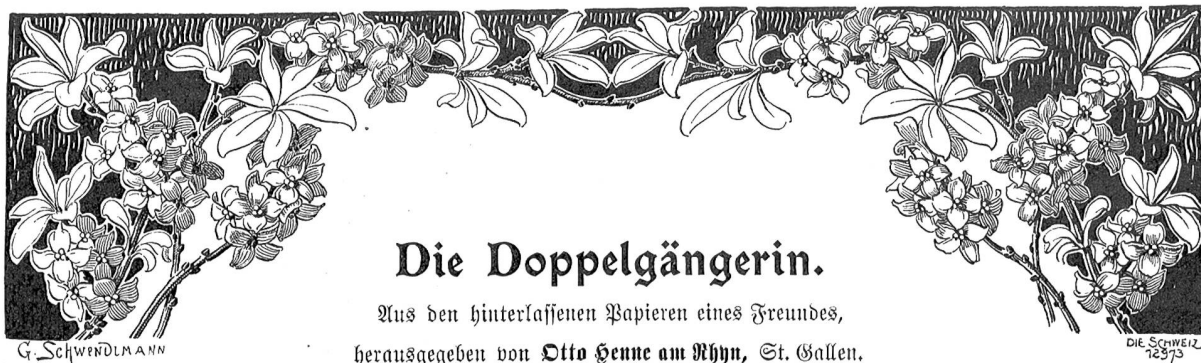 Die Doppelgängerin.
Aus den hinterlassenen Papieren eines Freundes,
herausgegeben von Otto Henne am Rhyn, St. Gallen.
G. SCHWENDLMANN
DIE SCHWEIZ